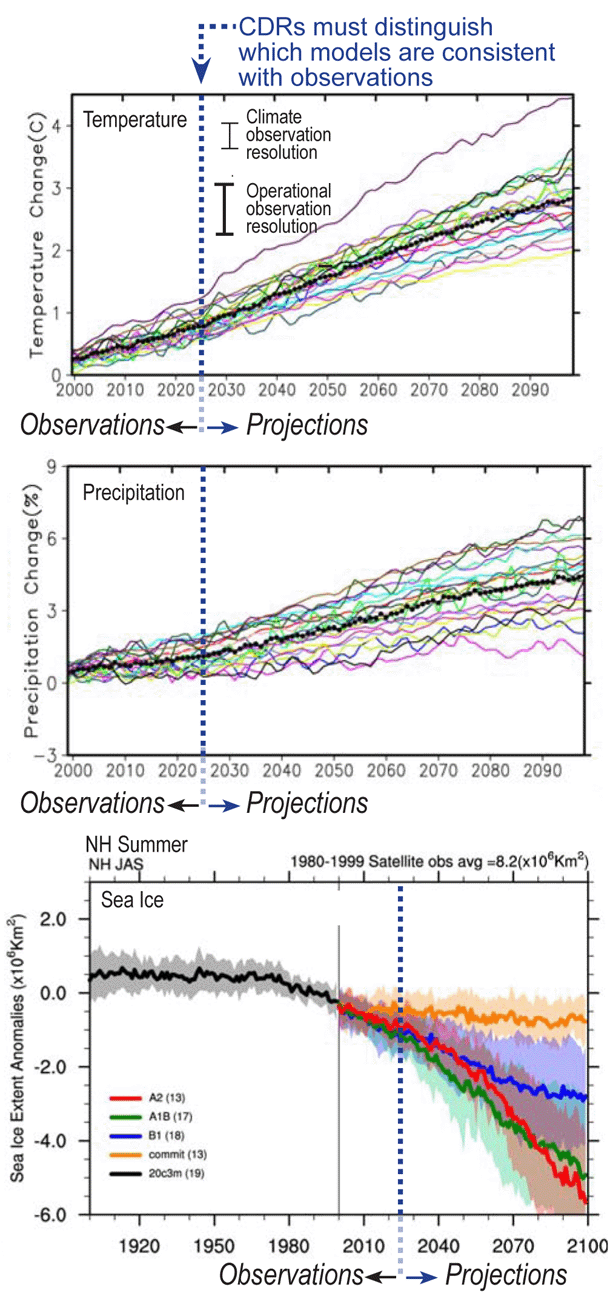 CDRs must distinguish
which models are consistent
with observations
Temperature
Climate
observation
resolution
Operational
observation
resolution
Temperature Change(C)
4
3
2
1
0
2000 2010 2020 2030 2040 2050 2060 2070 2080 2090
Observations Projections
Precipitation
Precipitation Change(%)
9
6
3
0
−3
2000 2010 2020 2030 2040 2050 2060 2070 2080 2090
Observations Projections
NH Summer
NH JAS
1980-1999 Satellite obs avg =8.2(x10⁶Km²)
Sea Ice
Sea Ice Extent Anomalies (x10⁶Km²)
2.0
0.0
-2.0
-4.0
-6.0
A2 (13)
A1B (17)
B1 (18)
commit (13)
20c3m (19)
1920 1950 1980 2010 2040 2070 2100
Observations Projections